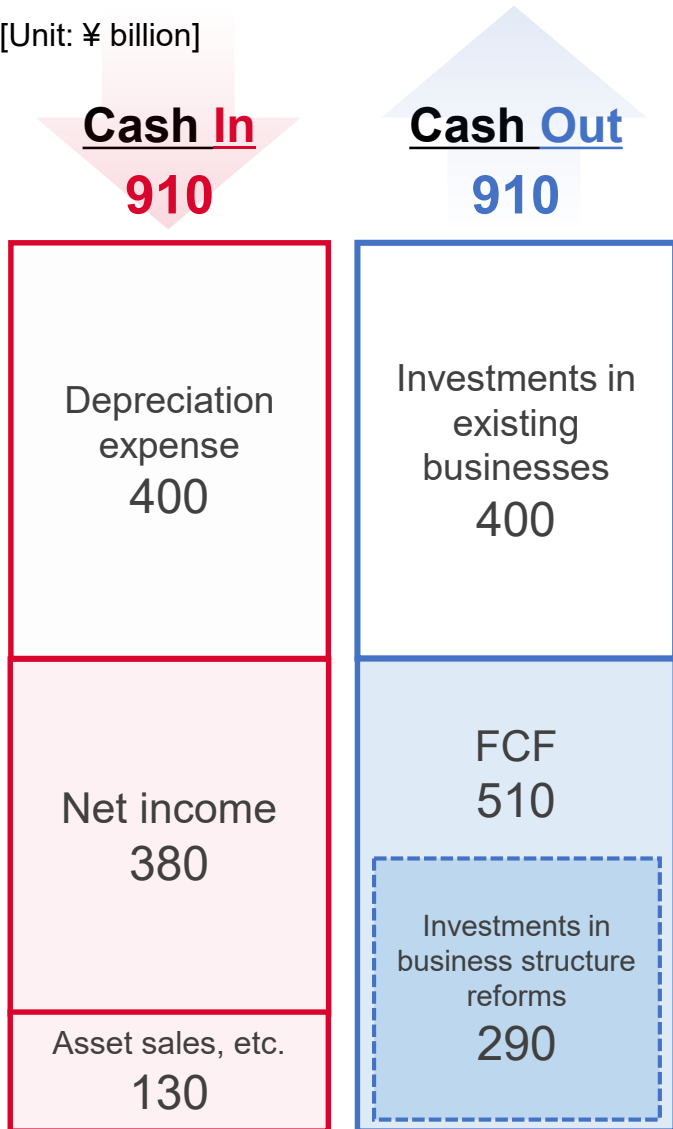 [Unit: ¥ billion]
Cash In
910
Depreciation
expense
400
Net income
380
Asset sales, etc.
130
Cash Out
910
Investments in
existing
businesses
400
FCF
510
Investments in
business structure
reforms
290